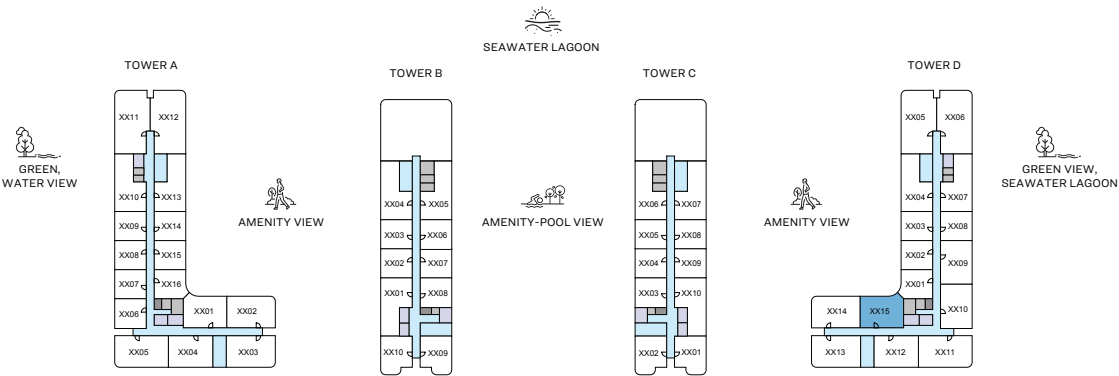 SEAWATER LAGOON
TOWER A
TOWER B
TOWER C
TOWER D
XX11 XX12
XX05 XX06
GREEN,
WATER VIEW
GREEN VIEW,
SEAWATER LAGOON
XX10 XX13
XX04 XX05
XX06 XX07
XX04 XX07
AMENITY VIEW
AMENITY-POOL VIEW
AMENITY VIEW
XX09 XX14
XX03 XX06
XX05 XX08
XX03 XX08
XX08 XX15
XX02 XX07
XX04 XX09
XX02 XX09
XX07 XX16
XX01 XX08
XX03 XX10
XX01
XX06 XX01 XX02
XX14 XX15 XX10
XX05 XX04 XX03
XX10 XX09
XX02 XX01
XX13 XX12 XX11